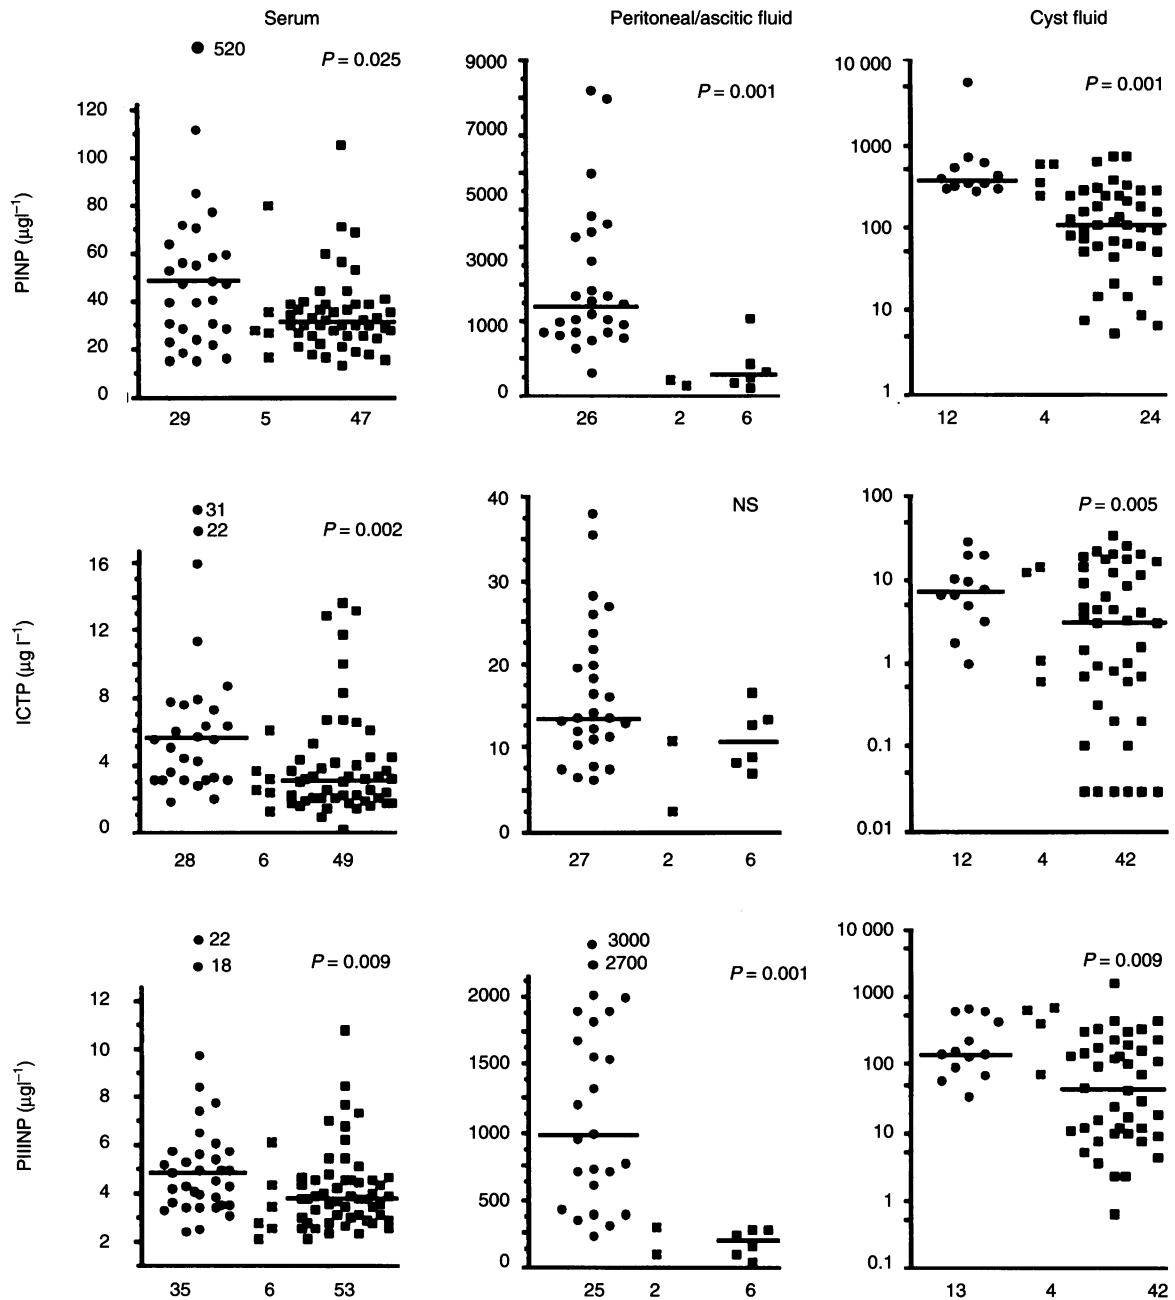 Serum
Peritoneal/ascitic fluid
Cyst fluid
PINP (µgl⁻¹)
520
P = 0.025
120
100
80
60
40
20
0
29 5 47
P = 0.001
9000
7000
5000
3000
1000
0
26 2 6
P = 0.001
10 000
1000
100
10
1
12 4 24
ICTP (µg l⁻¹)
31
22
P = 0.002
16
12
8
4
0
28 6 49
NS
40
30
20
10
0
27 2 6
P = 0.005
100
10
1
0.1
0.01
12 4 42
PIIINP (µgl⁻¹)
22
18
P = 0.009
12
10
8
6
4
2
35 6 53
3000
2700
P = 0.001
2000
1500
1000
500
0
25 2 6
P = 0.009
10 000
1000
100
10
1
0.1
13 4 42